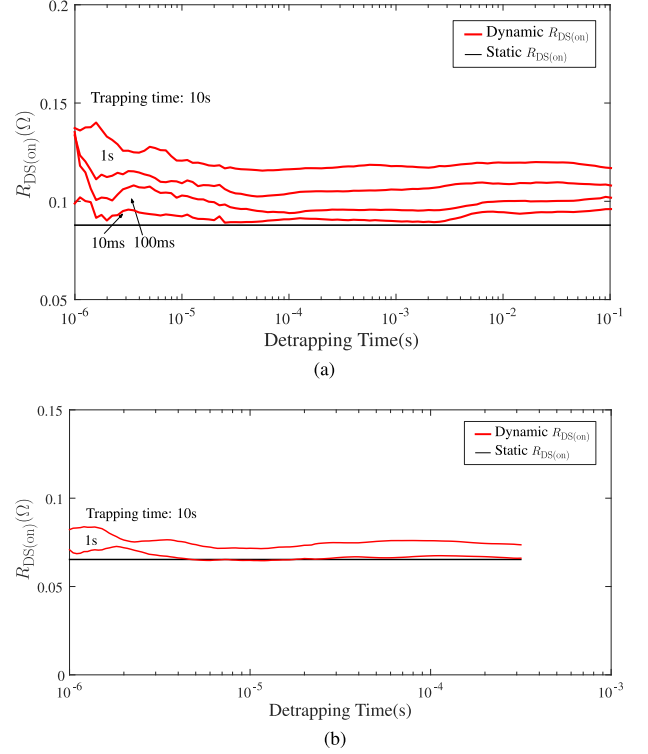 0.2
Dynamic R_DS(on)
Static R_DS(on)
0.15
Trapping time: 10s
1s
R_DS(on)(Ω)
0.1
10ms
100ms
0.05
10^-6 10^-5 10^-4 10^-3 10^-2 10^-1
Detrapping Time(s)
(a)
0.15
Dynamic R_DS(on)
Static R_DS(on)
0.1
Trapping time: 10s
1s
R_DS(on)(Ω)
0.05
0
10^-6 10^-5 10^-4 10^-3
Detrapping Time(s)
(b)